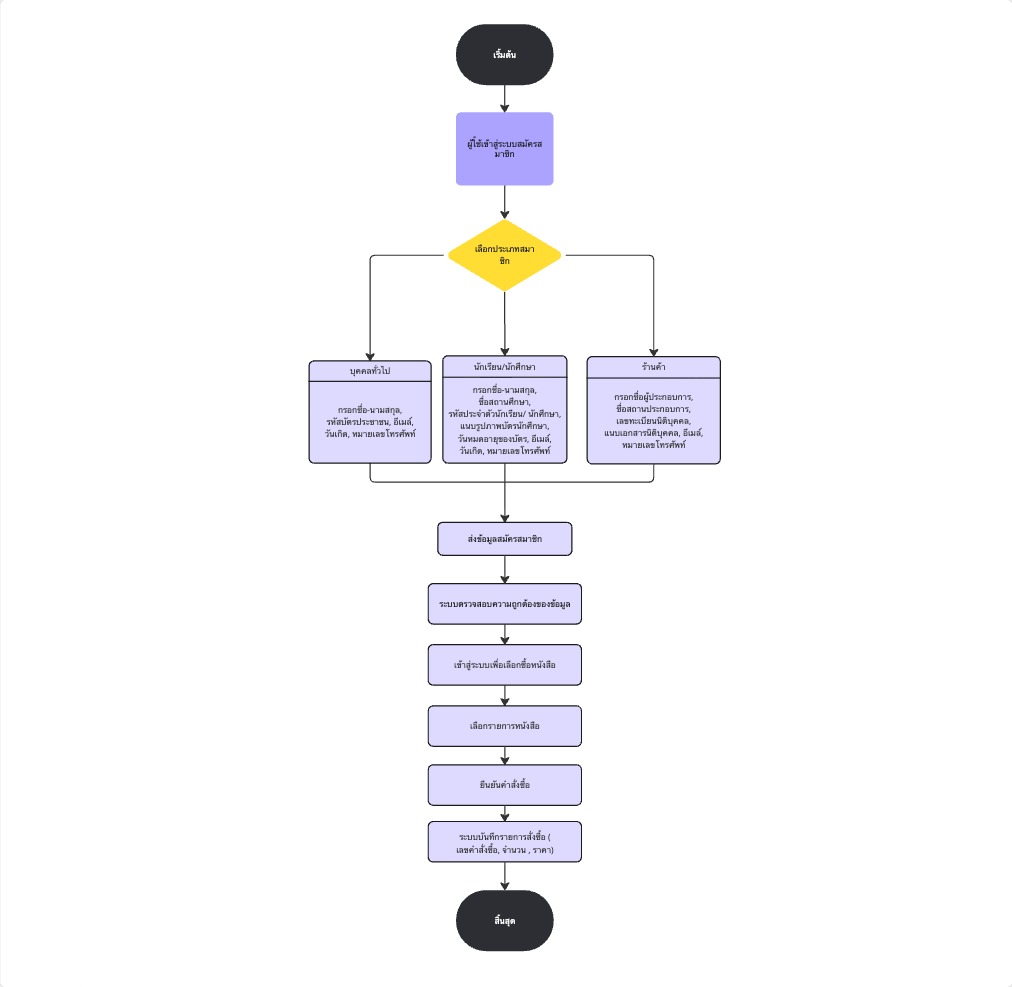 เริ่มต้น
ผู้ใช้เข้าสู่ระบบสมัครส
มาชิก
เลือกประเภทสมา
ชิก
บุคคลทั่วไป
กรอกชื่อ-นามสกุล,
รหัสบัตรประชาชน, อีเมล์,
วันเกิด, หมายเลขโทรศัพท์
นักเรียน/นักศึกษา
กรอกชื่อ-นามสกุล,
ชื่อสถานศึกษา,
รหัสประจำตัวนักเรียน/ นักศึกษา,
แนบรูปภาพบัตรนักศึกษา,
วันหมดอายุของบัตร, อีเมล์,
วันเกิด, หมายเลขโทรศัพท์
ร้านค้า
กรอกชื่อผู้ประกอบการ,
ชื่อสถานประกอบการ,
เลขทะเบียนนิติบุคคล,
แนบเอกสารนิติบุคคล, อีเมล์,
หมายเลขโทรศัพท์
ส่งข้อมูลสมัครสมาชิก
ระบบตรวจสอบความถูกต้องของข้อมูล
เข้าสู่ระบบเพื่อเลือกซื้อหนังสือ
เลือกรายการหนังสือ
ยืนยันคำสั่งซื้อ
ระบบบันทึกรายการสั่งซื้อ (
เลขคำสั่งซื้อ, จำนวน , ราคา)
สิ้นสุด